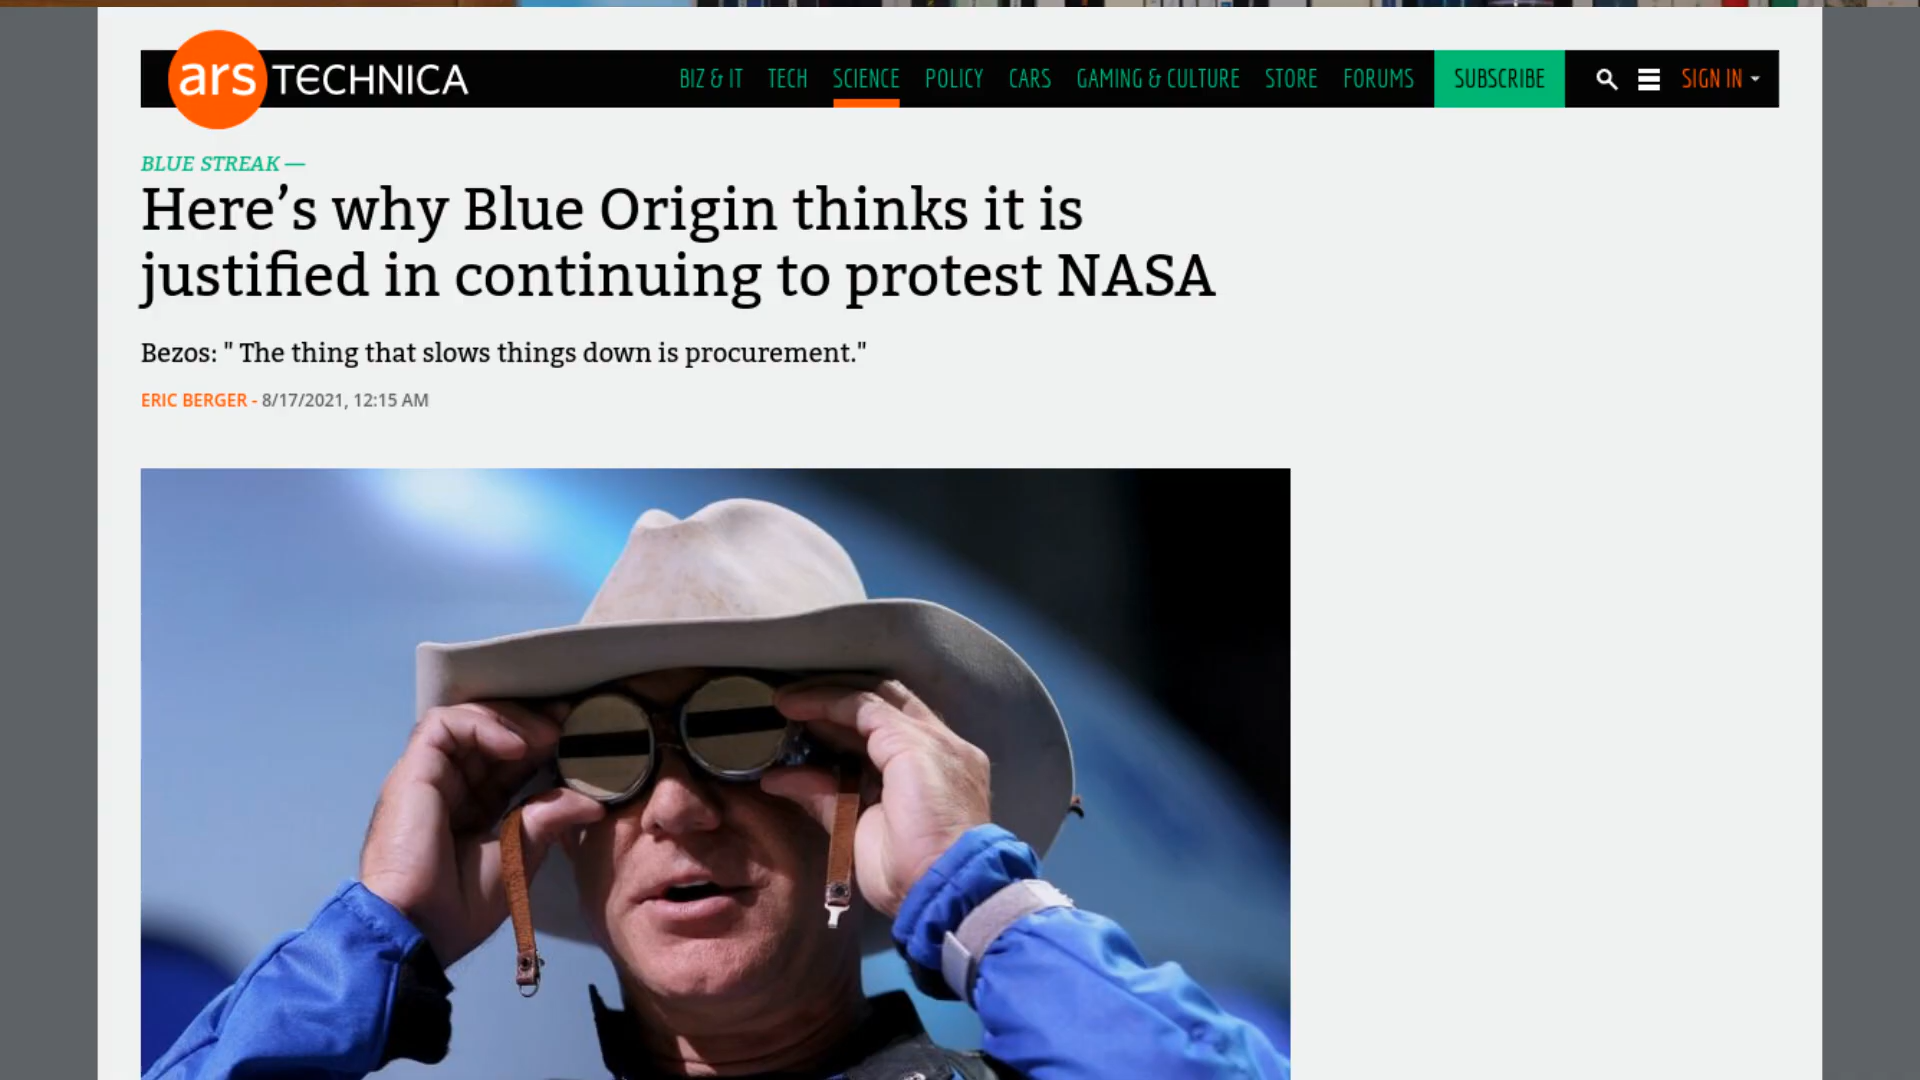 ars TECHNICA
BIZ & IT TECH SCIENCE POLICY CARS GAMING & CULTURE STORE FORUMS SUBSCRIBE SIGN IN
BLUE STREAK —
Here’s why Blue Origin thinks it is
justified in continuing to protest NASA
Bezos: " The thing that slows things down is procurement."
ERIC BERGER - 8/17/2021, 12:15 AM